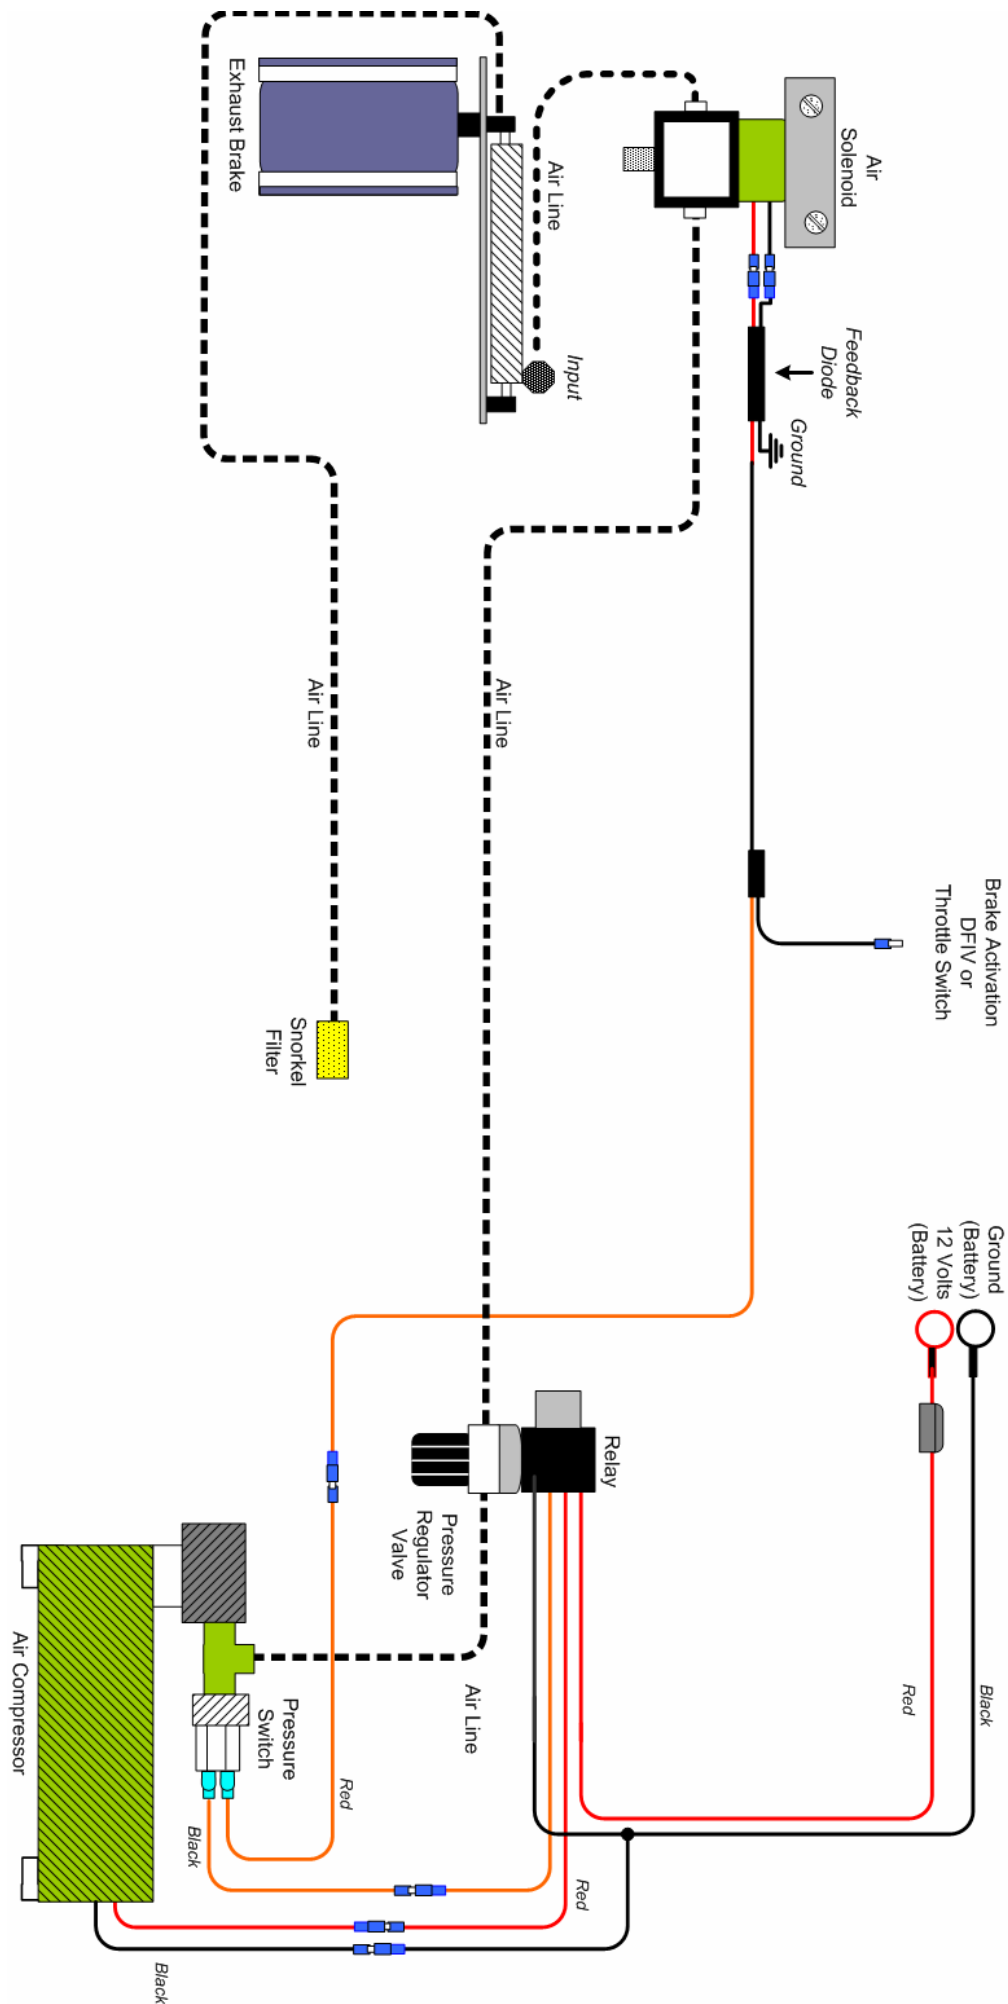 Exhaust Brake
Air Line
Input
Air
Solenoid
Feedback
Diode
Ground
Air Line
Air Line
Brake Activation
DFIV or
Throttle Switch
Snorkel
Filter
Ground
(Battery)
12 Volts
(Battery)
Relay
Pressure
Regulator
Valve
Air Line
Pressure
Switch
Air Compressor
Red
Black
Red
Black
Red
Black